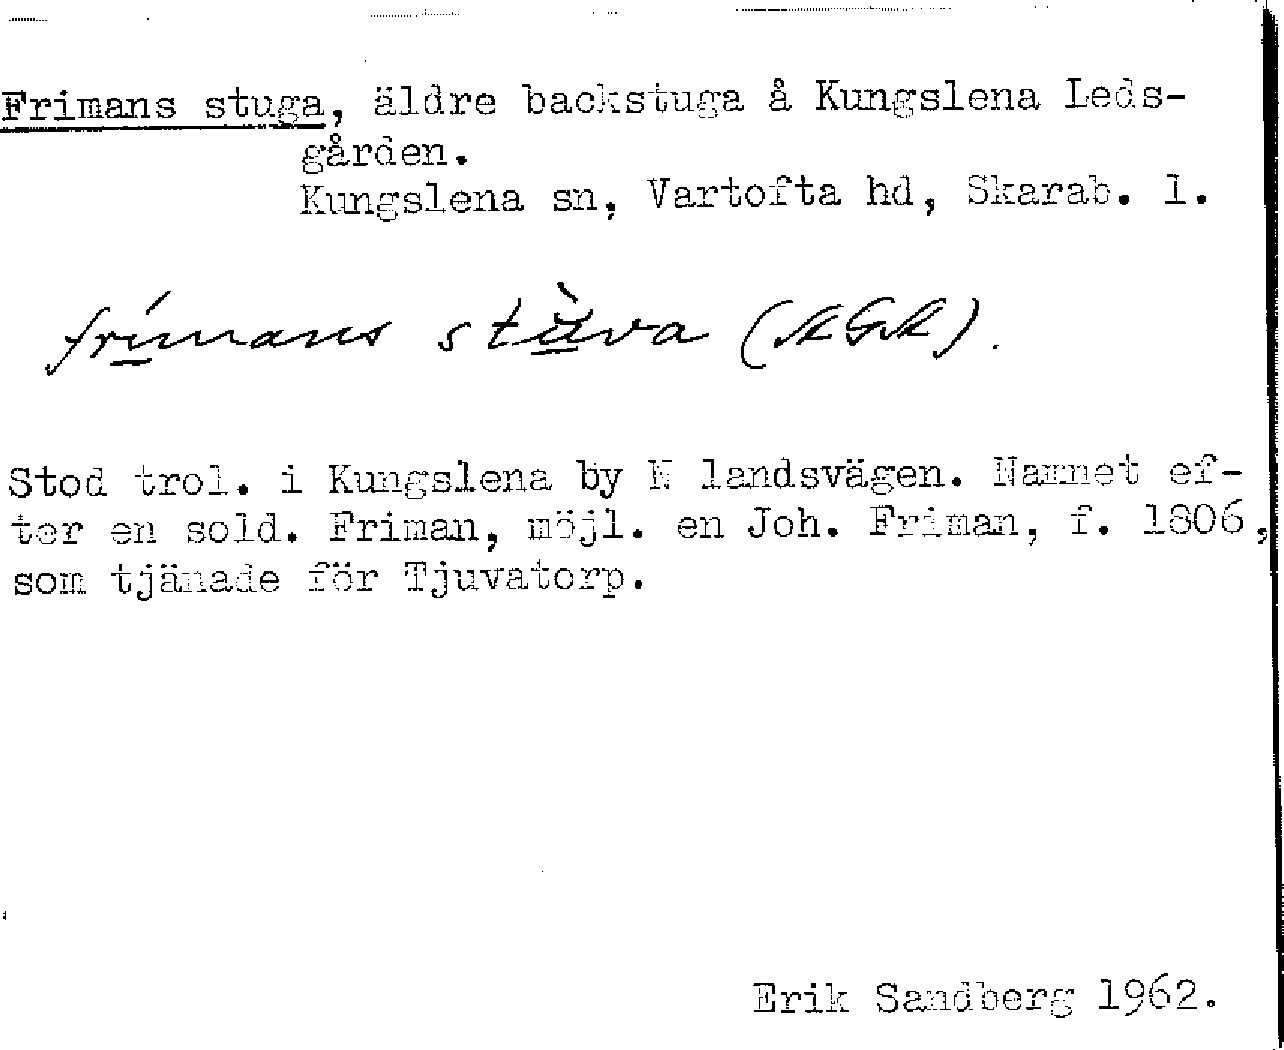 Frimans stuga, äldre backstuga å Kungslena Leds-
gården.
Kungslena sn, Vartofta hd, Skarab. l.
frimans
Stod trol. i Kungslena by N landsvägen. Namnet ef-
ter en sold. Friman, möjl. en Joh. Friman, f. 1806,
som tjänade för Tjuvatorp.
Erik Sandberg 1962.